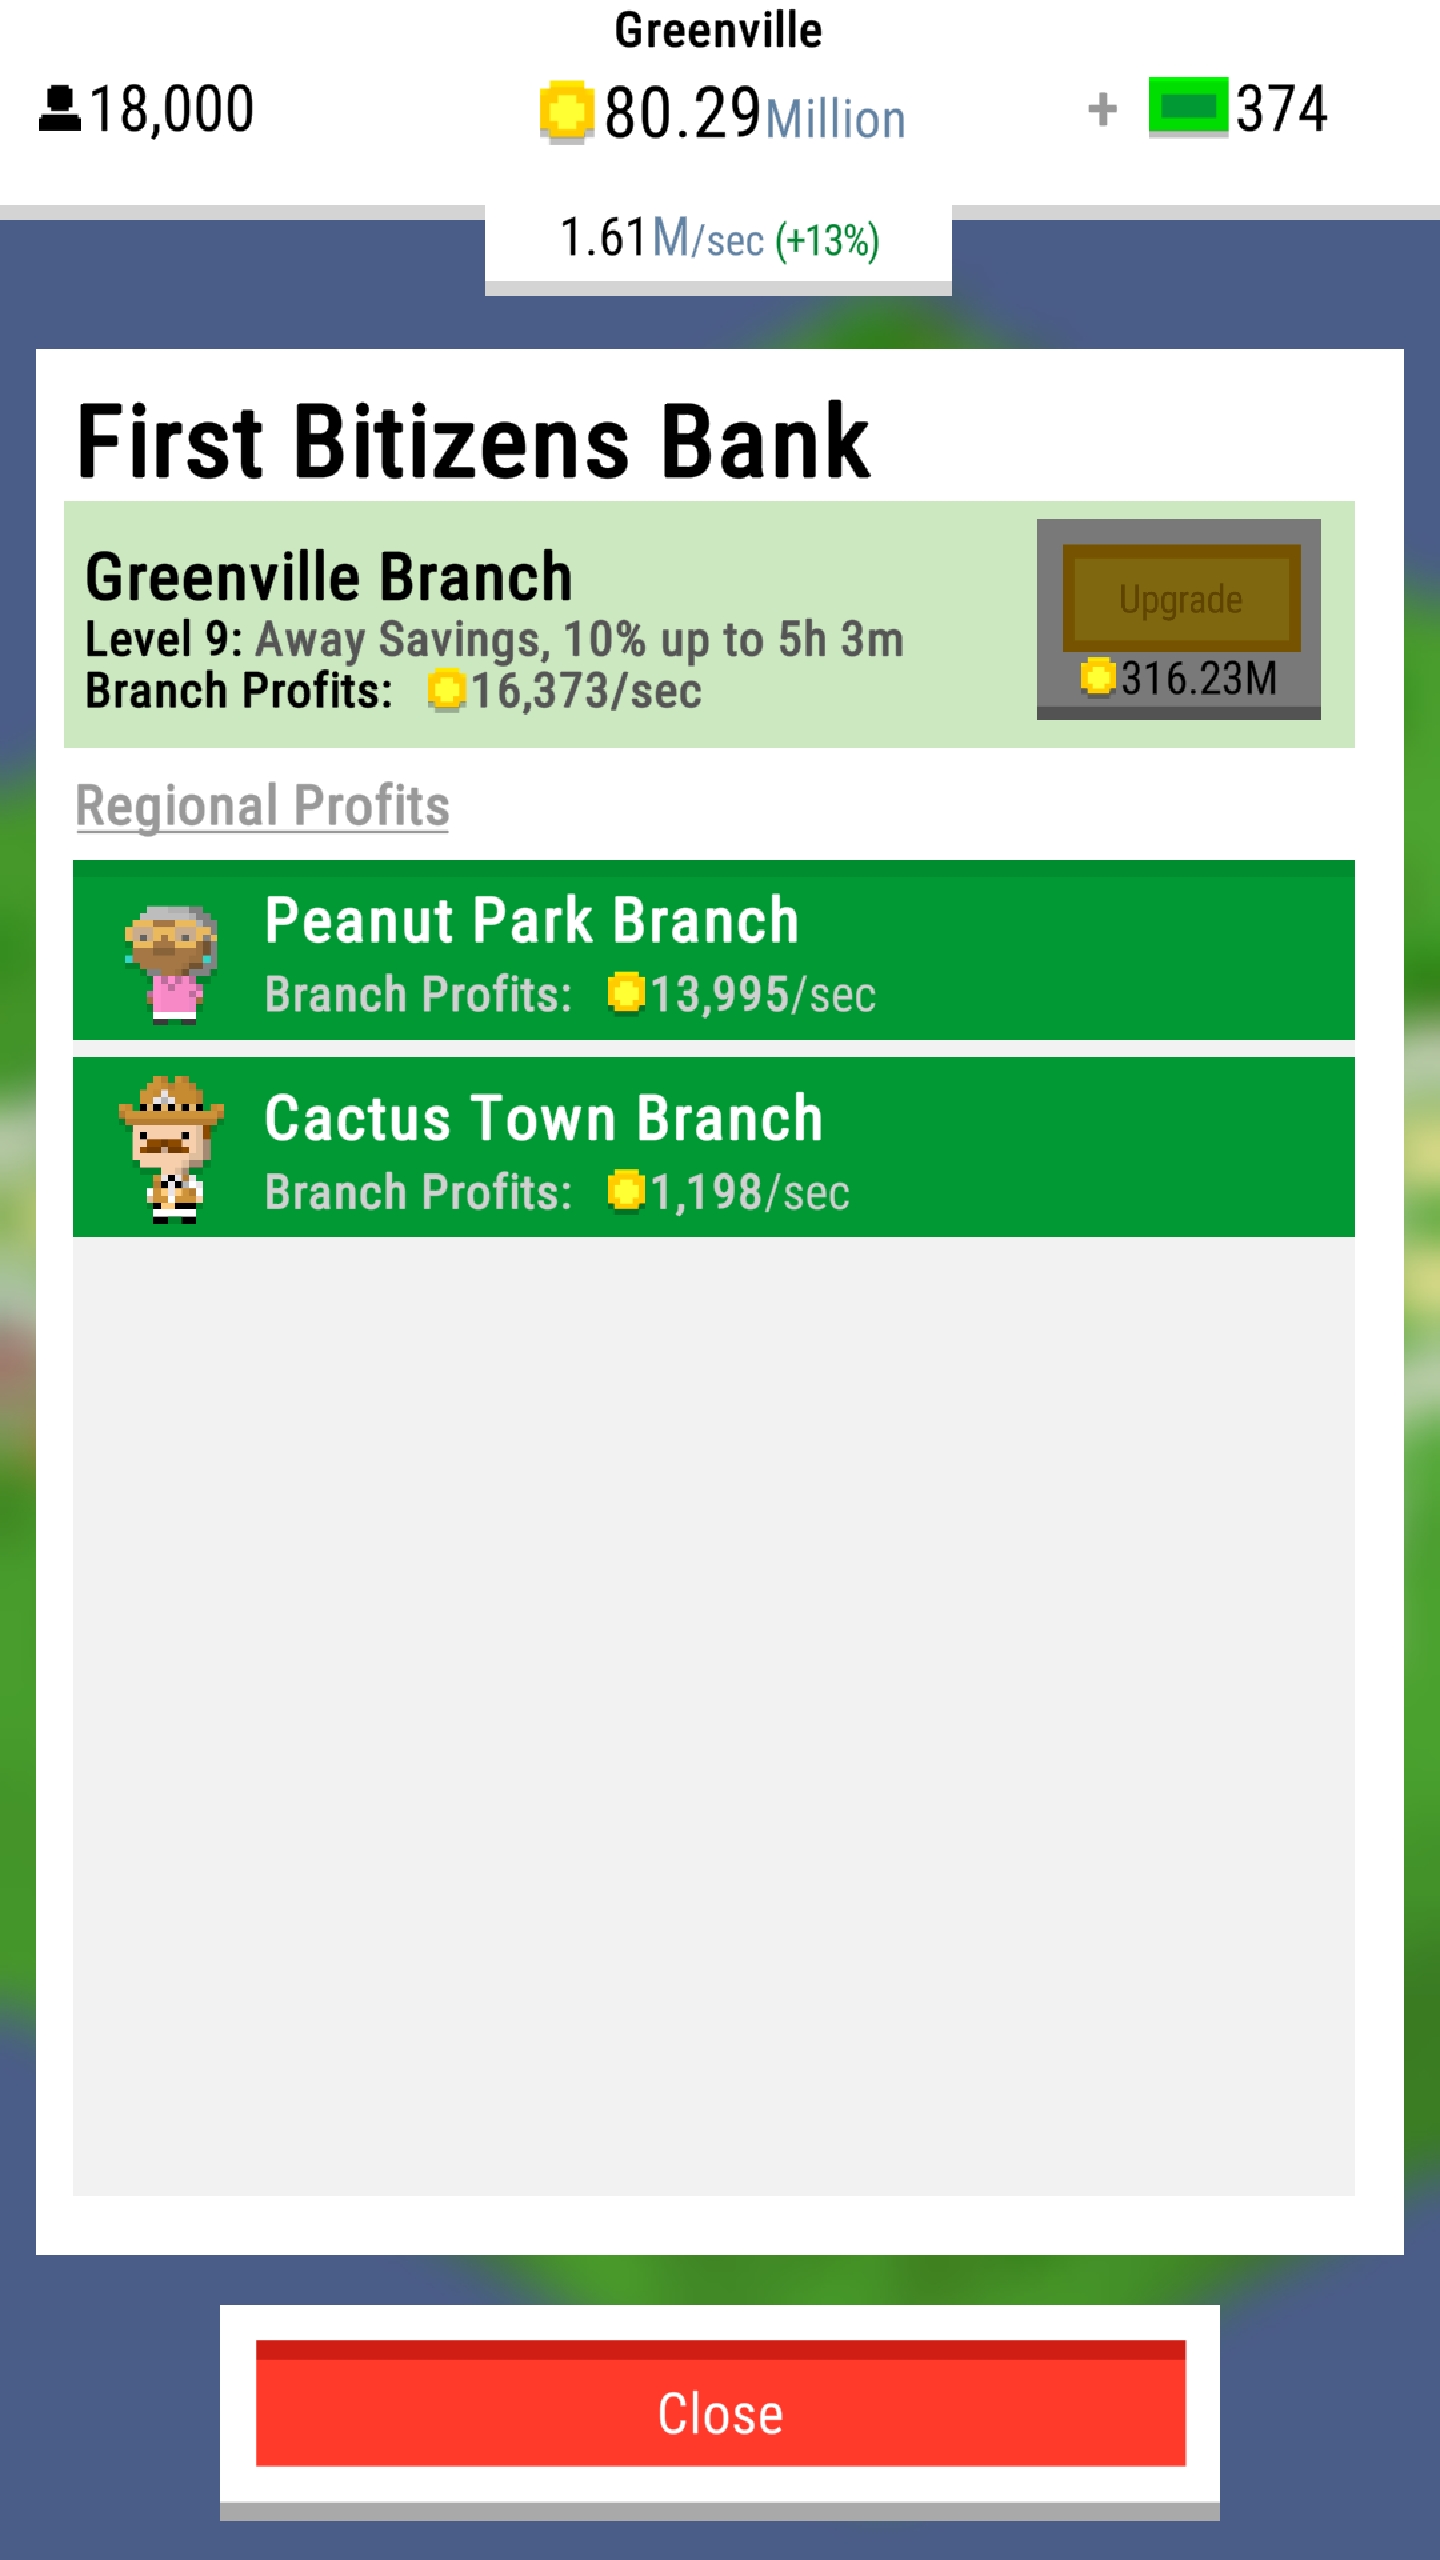 Greenville
18,000
80.29Million
+ 374
1.61M/sec (+13%)
First Bitizens Bank
Greenville Branch
Level 9: Away Savings, 10% up to 5h 3m
Branch Profits: 16,373/sec
Upgrade
316.23M
Regional Profits
Peanut Park Branch
Branch Profits: 13,995/sec
Cactus Town Branch
Branch Profits: 1,198/sec
Close